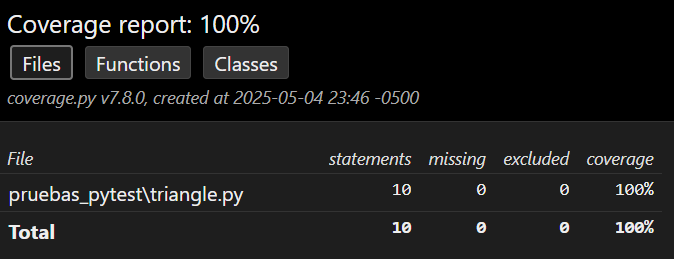 Coverage report: 100%
Files Functions Classes
coverage.py v7.8.0, created at 2025-05-04 23:46 -0500
File statements missing excluded coverage
pruebas_pytest\triangle.py 10 0 0 100%
Total 10 0 0 100%